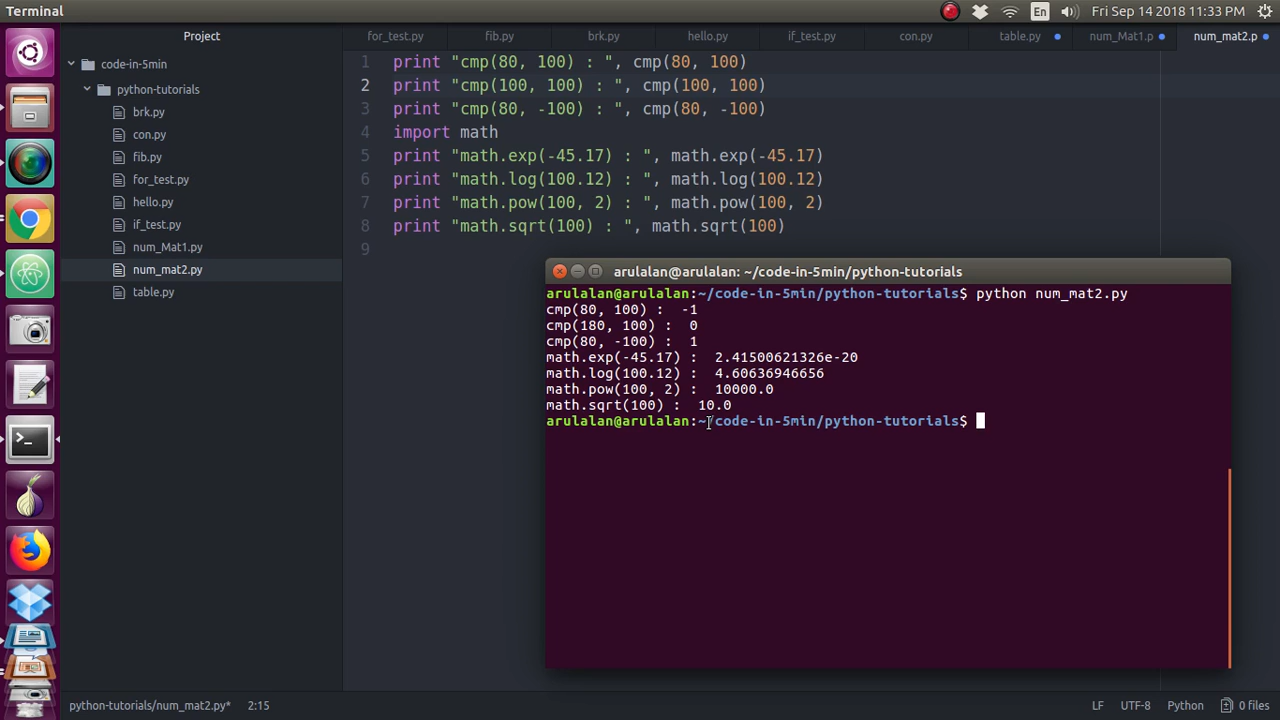 Terminal
En
Fri Sep 14 2018 11:33 PM
Project
for_test.py
fib.py
brk.py
hello.py
if_test.py
con.py
table.py
num_Mat1.py
num_mat2.p
code-in-5min
python-tutorials
brk.py
con.py
fib.py
for_test.py
hello.py
if_test.py
num_Mat1.py
num_mat2.py
table.py
1 print "cmp(80, 100) : ", cmp(80, 100)
2 print "cmp(100, 100) : ", cmp(100, 100)
3 print "cmp(80, -100) : ", cmp(80, -100)
4 import math
5 print "math.exp(-45.17) : ", math.exp(-45.17)
6 print "math.log(100.12) : ", math.log(100.12)
7 print "math.pow(100, 2) : ", math.pow(100, 2)
8 print "math.sqrt(100) : ", math.sqrt(100)
9
arulalan@arulalan: ~/code-in-5min/python-tutorials
arulalan@arulalan:~/code-in-5min/python-tutorials$ python num_mat2.py
cmp(80, 100) :  -1
cmp(180, 100) :  0
cmp(80, -100) :  1
math.exp(-45.17) :  2.41500621326e-20
math.log(100.12) :  4.60636946656
math.pow(100, 2) :  10000.0
math.sqrt(100) :  10.0
arulalan@arulalan:~/code-in-5min/python-tutorials$
python-tutorials/num_mat2.py* 2:15
LF UTF-8 Python 0 files